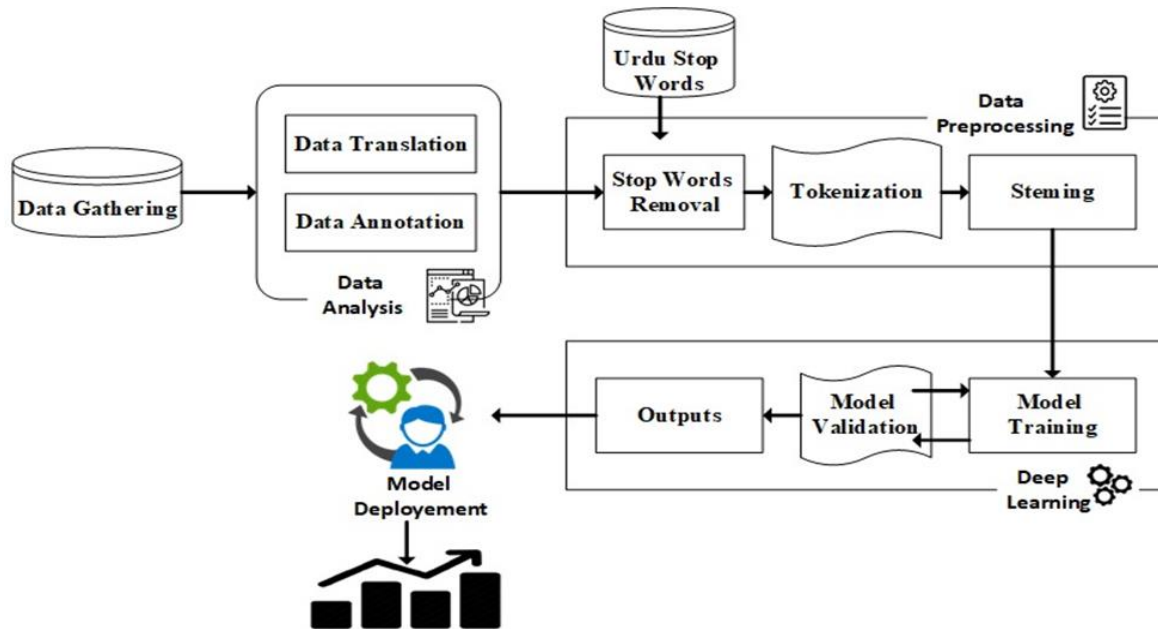 Urdu Stop
Words
Data
Preprocessing
Data Translation
Data Gathering
Data Annotation
Stop Words
Removal
Tokenization
Steming
Data
Analysis
Outputs
Model
Validation
Model
Training
Model
Deployement
Deep
Learning